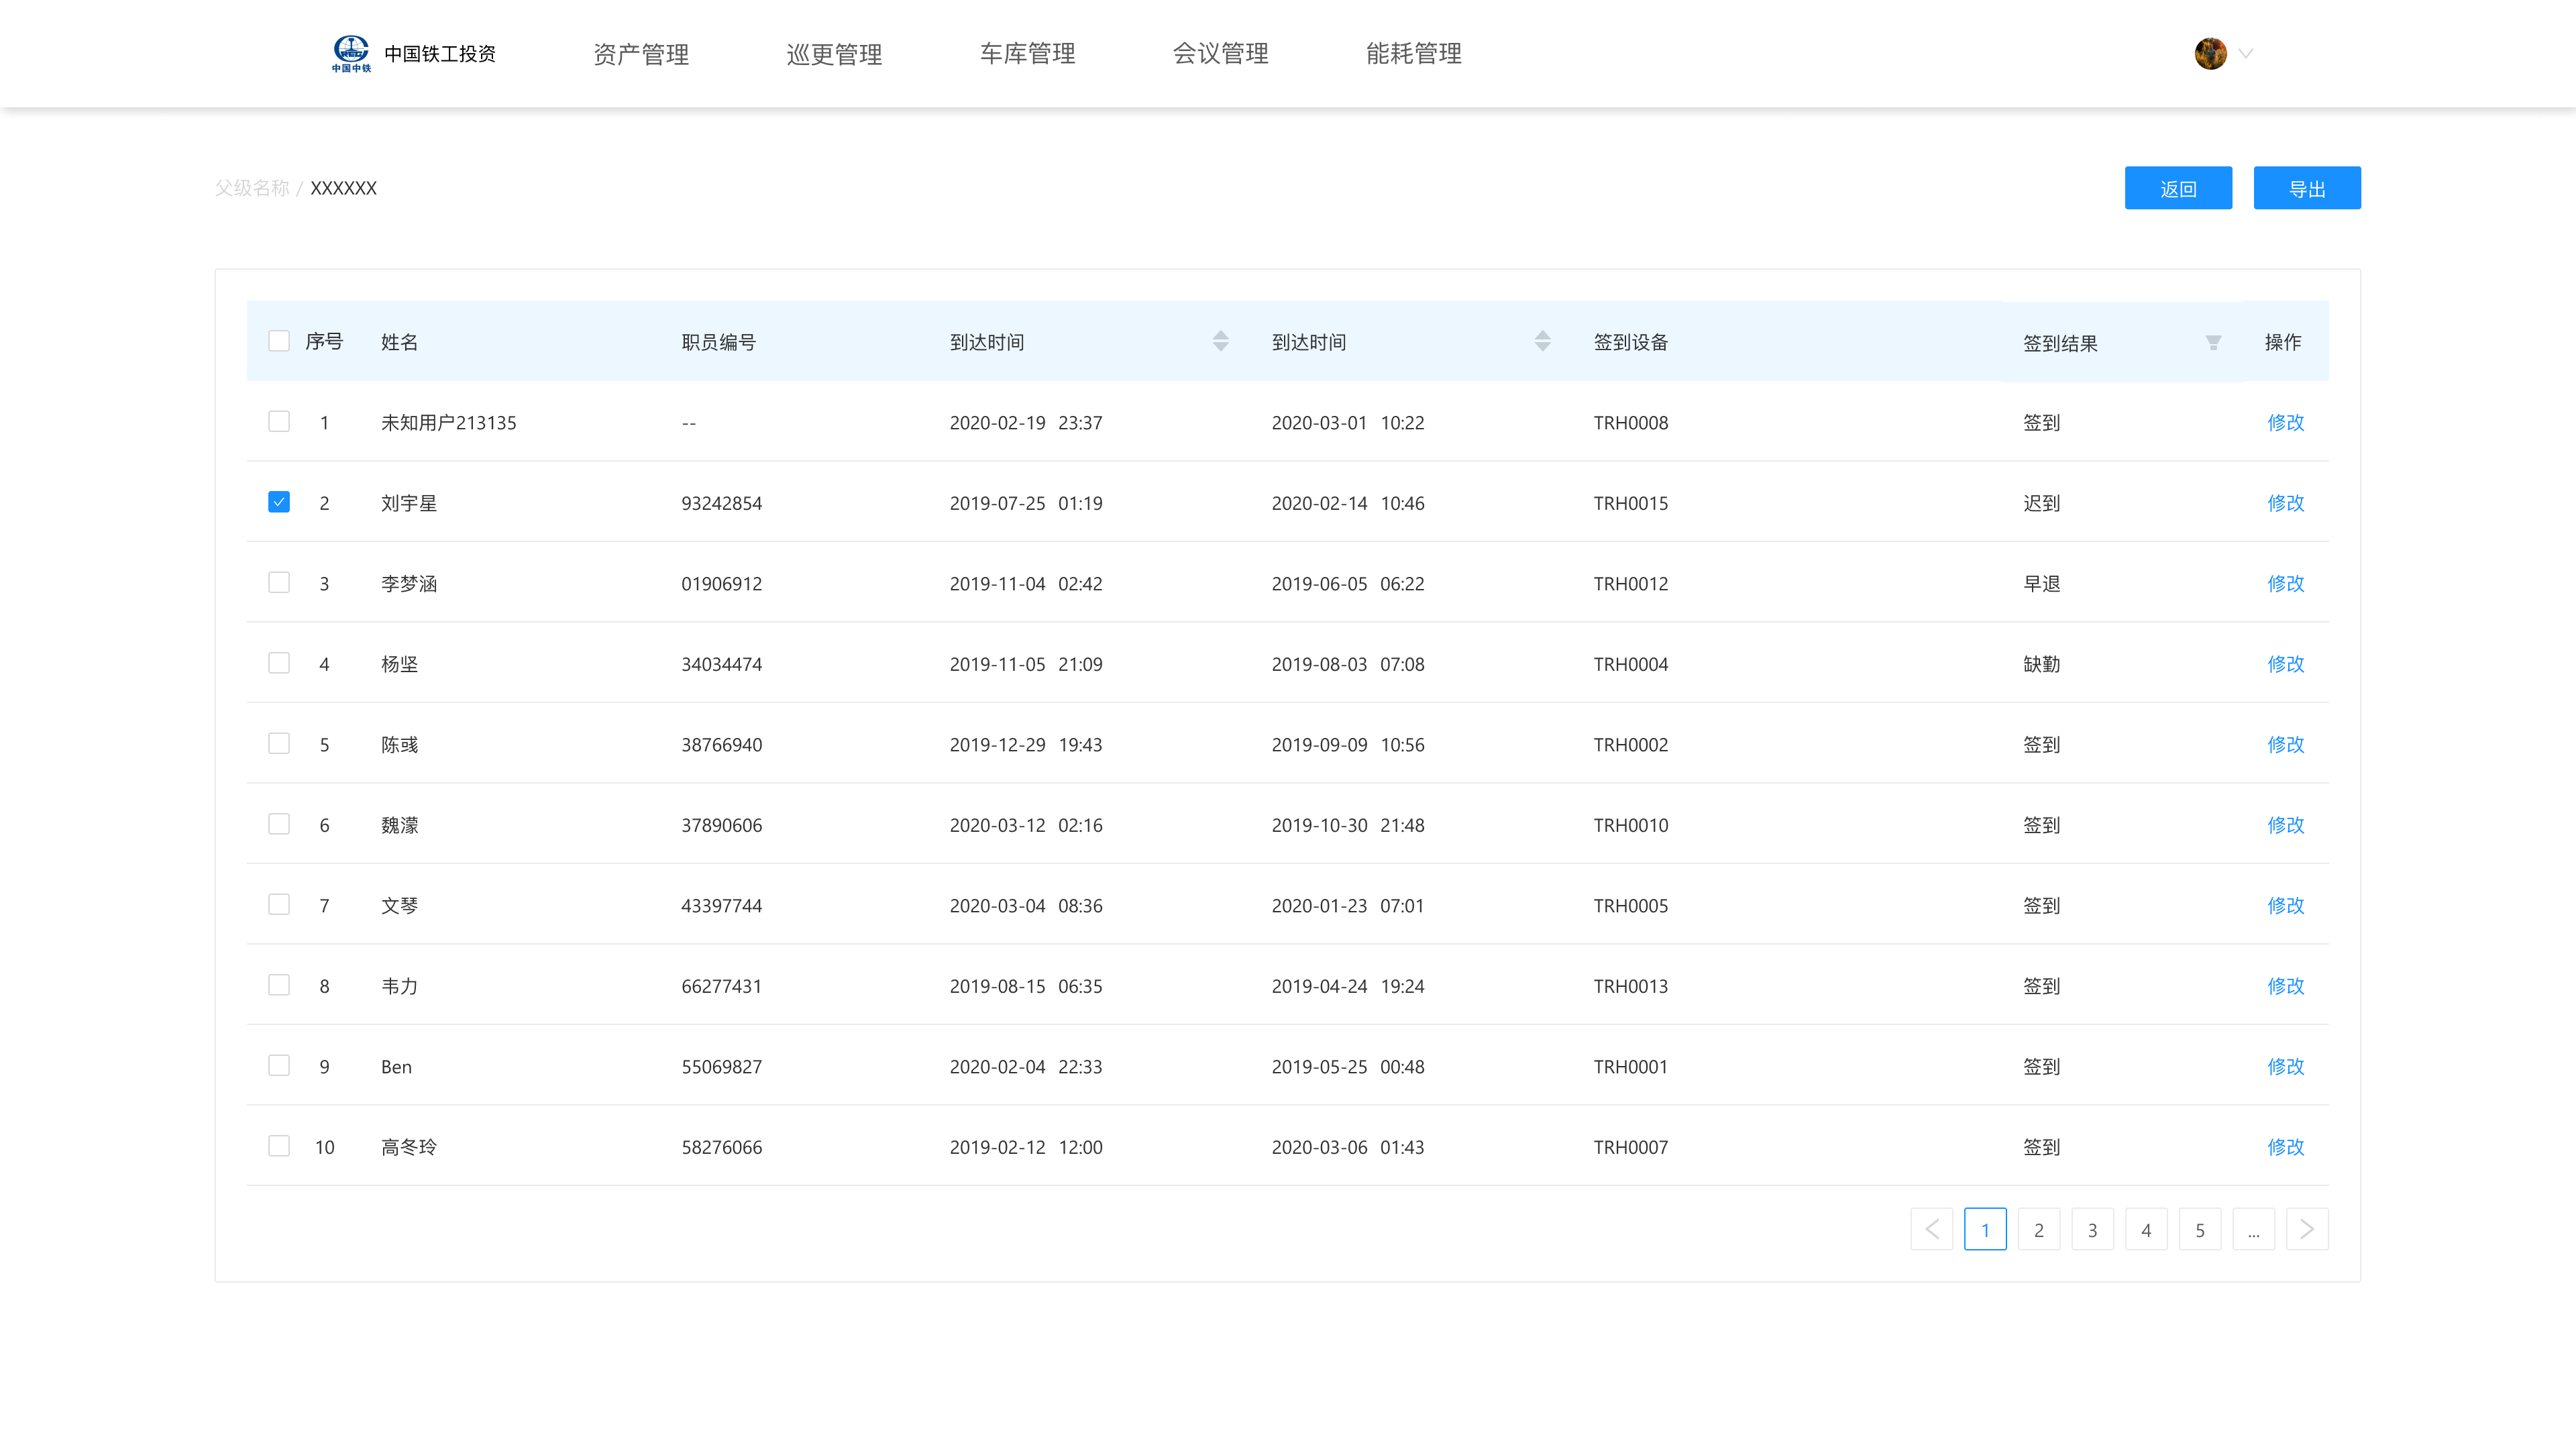 中国中铁 中国铁工投资 资产管理 巡更管理 车库管理 会议管理 能耗管理
父级名称 / XXXXXX 返回 导出
序号 姓名 职员编号 到达时间 到达时间 签到设备 签到结果 操作
1 未知用户213135 -- 2020-02-19 23:37 2020-03-01 10:22 TRH0008 签到 修改
2 刘宇星 93242854 2019-07-25 01:19 2020-02-14 10:46 TRH0015 迟到 修改
3 李梦涵 01906912 2019-11-04 02:42 2019-06-05 06:22 TRH0012 早退 修改
4 杨坚 34034474 2019-11-05 21:09 2019-08-03 07:08 TRH0004 缺勤 修改
5 陈彧 38766940 2019-12-29 19:43 2019-09-09 10:56 TRH0002 签到 修改
6 魏濛 37890606 2020-03-12 02:16 2019-10-30 21:48 TRH0010 签到 修改
7 文琴 43397744 2020-03-04 08:36 2020-01-23 07:01 TRH0005 签到 修改
8 韦力 66277431 2019-08-15 06:35 2019-04-24 19:24 TRH0013 签到 修改
9 Ben 55069827 2020-02-04 22:33 2019-05-25 00:48 TRH0001 签到 修改
10 高冬玲 58276066 2019-02-12 12:00 2020-03-06 01:43 TRH0007 签到 修改
1 2 3 4 5 ...